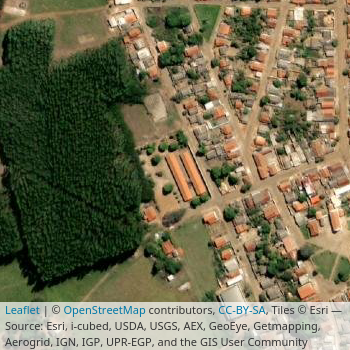 Leaflet | © OpenStreetMap contributors, CC-BY-SA, Tiles © Esri —
Source: Esri, i-cubed, USDA, USGS, AEX, GeoEye, Getmapping,
Aerogrid, IGN, IGP, UPR-EGP, and the GIS User Community